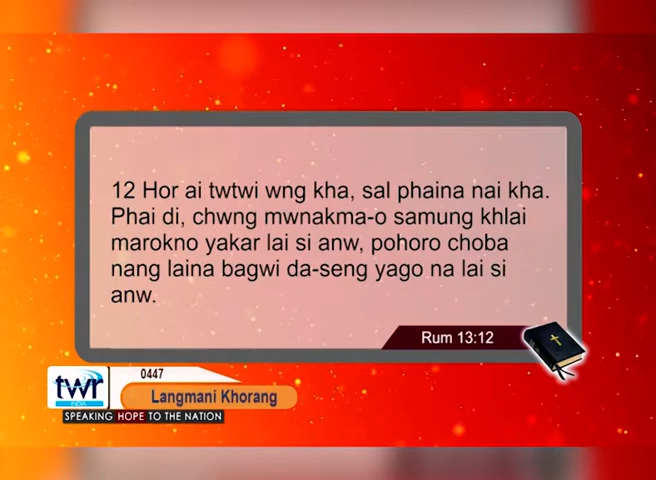 12 Hor ai twtwi wng kha, sal phaina nai kha.
Phai di, chwng mwnakma-o samung khlai
marokno yakar lai si anw, pohoro choba
nang laina bagwi da-seng yago na lai si
anw.
Rum 13:12
0447
twr
INDIA
Langmani Khorang
SPEAKING HOPE TO THE NATION